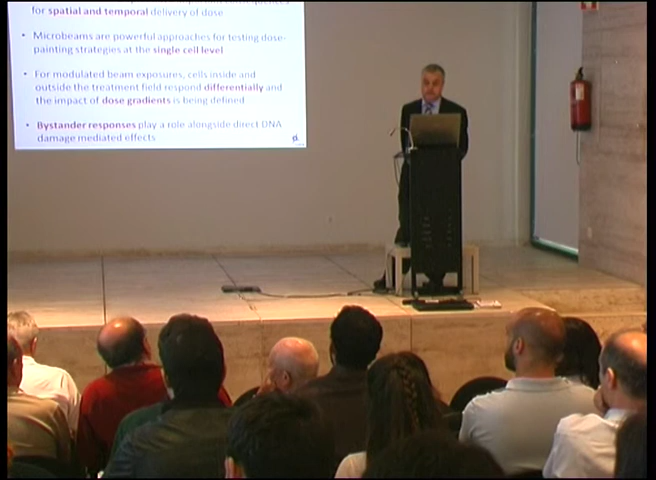 for spatial and temporal delivery of dose
• Microbeams are powerful approaches for testing dose-
painting strategies at the single cell level
• For modulated beam exposures, cells inside and
outside the treatment field respond differentially and
the impact of dose gradients is being defined
• Bystander responses play a role alongside direct DNA
damage mediated effects